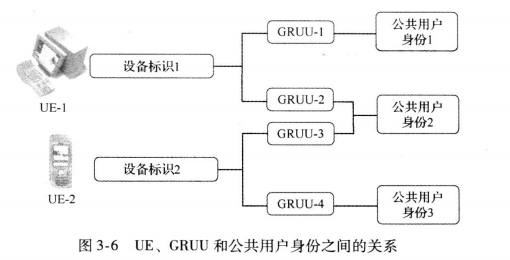 GRUU-1
公共用户
身份1
设备标识1
UE-1
GRUU-2
公共用户
身份2
GRUU-3
设备标识2
UE-2
GRUU-4
公共用户
身份3
图 3-6 UE、GRUU 和公共用户身份之间的关系